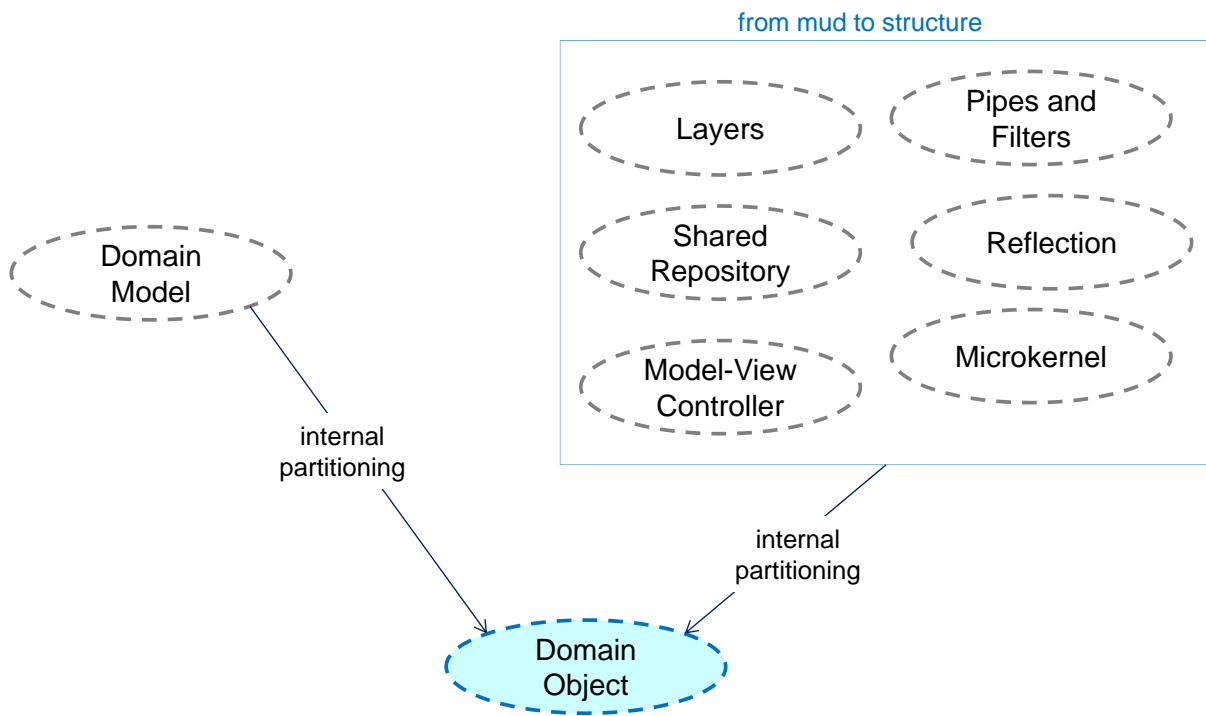 from mud to structure
Layers
Pipes and
Filters
Domain
Model
Shared
Repository
Reflection
Model-View
Controller
Microkernel
internal
partitioning
internal
partitioning
Domain
Object